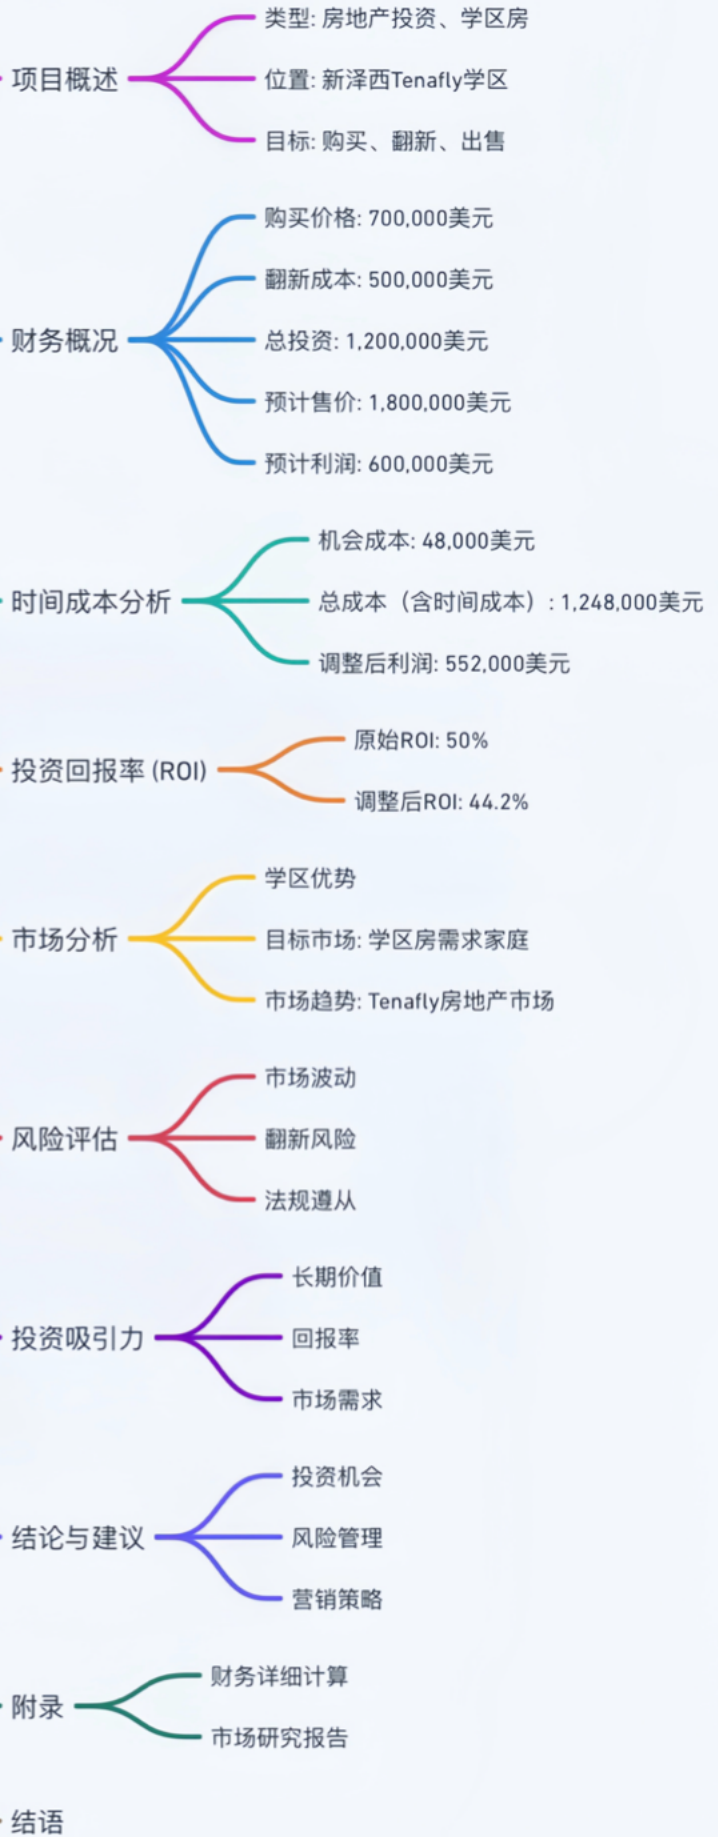 类型: 房地产投资、学区房
项目概述
位置: 新泽西Tenafly学区
目标: 购买、翻新、出售
购买价格: 700,000美元
翻新成本: 500,000美元
财务概况
总投资: 1,200,000美元
预计售价: 1,800,000美元
预计利润: 600,000美元
机会成本: 48,000美元
时间成本分析
总成本（含时间成本）: 1,248,000美元
调整后利润: 552,000美元
原始ROI: 50%
投资回报率 (ROI)
调整后ROI: 44.2%
学区优势
市场分析
目标市场: 学区房需求家庭
市场趋势: Tenafly房地产市场
市场波动
风险评估
翻新风险
法规遵从
长期价值
投资吸引力
回报率
市场需求
投资机会
结论与建议
风险管理
营销策略
财务详细计算
附录
市场研究报告
结语